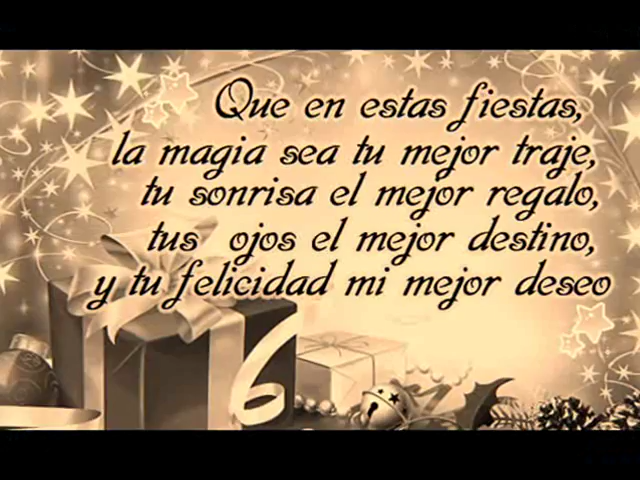 Que en estas fiestas,
la magia sea tu mejor traje,
tu sonrisa el mejor regalo,
tus ojos el mejor destino,
y tu felicidad mi mejor deseo